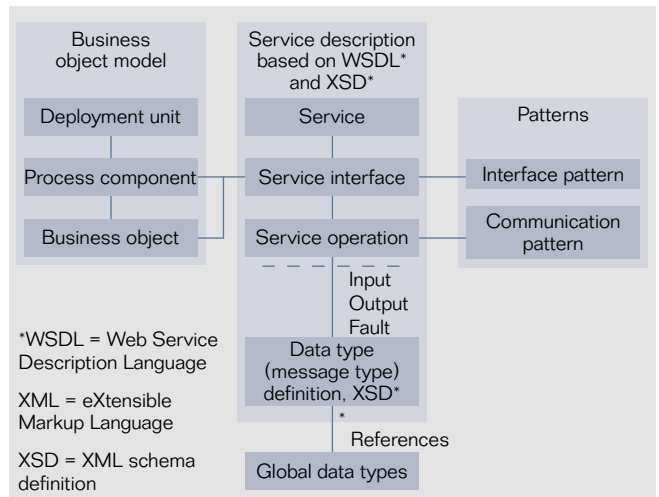 Business
object model
Deployment unit
Process component
Business object
Service description
based on WSDL*
and XSD*
Service
Service interface
Service operation
Input
Output
Fault
Data type
(message type)
definition, XSD*
*
References
Global data types
Patterns
Interface pattern
Communication
pattern
*WSDL = Web Service
Description Language
XML = eXtensible
Markup Language
XSD = XML schema
definition